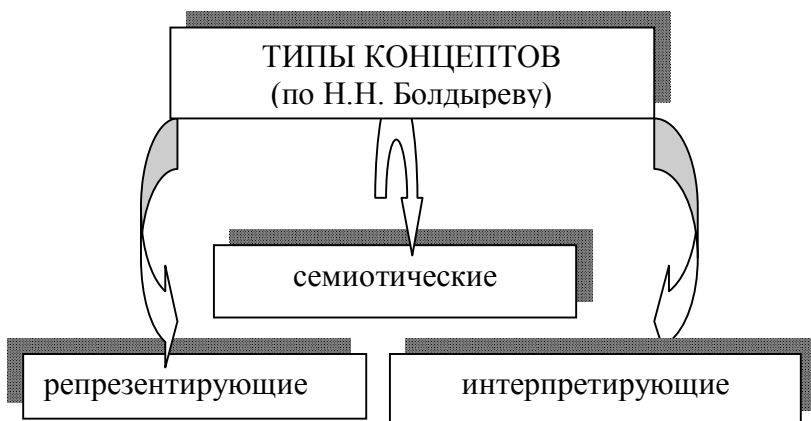 ТИПЫ КОНЦЕПТОВ
(по Н.Н. Болдыреву)
семиотические
репрезентирующие
интерпретирующие